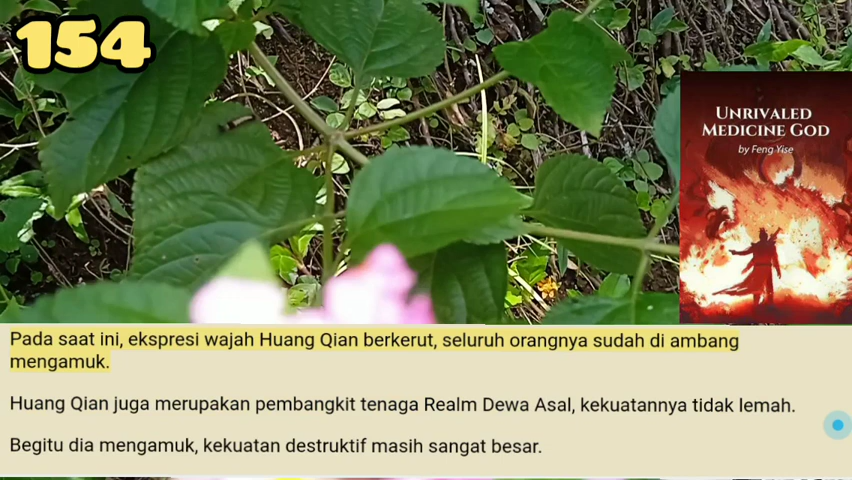 154
UNRIVALED
MEDICINE GOD
by Feng Yise
Pada saat ini, ekspresi wajah Huang Qian berkerut, seluruh orangnya sudah di ambang
mengamuk.
Huang Qian juga merupakan pembangkit tenaga Realm Dewa Asal, kekuatannya tidak lemah.
Begitu dia mengamuk, kekuatan destruktif masih sangat besar.